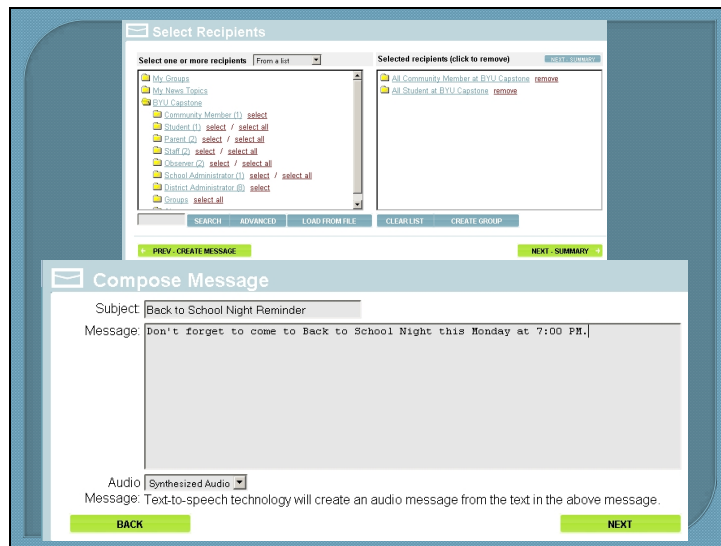 Select Recipients
Select one or more recipients From a list
Selected recipients (click to remove) NEXT - SUMMARY
My Groups
My News Topics
BYU Capstone
Community Member (1) select
Student (1) select / select all
Parent (2) select / select all
Staff (2) select / select all
Observer (2) select / select all
School Administrator (1) select / select all
District Administrator (8) select
Groups select all
All Community Member at BYU Capstone remove
All Student at BYU Capstone remove
SEARCH ADVANCED LOAD FROM FILE CLEAR LIST CREATE GROUP
PREV - CREATE MESSAGE NEXT - SUMMARY
Compose Message
Subject: Back to School Night Reminder
Message: Don't forget to come to Back to School Night this Monday at 7:00 PM.
Audio Synthesized Audio
Message: Text-to-speech technology will create an audio message from the text in the above message.
BACK NEXT